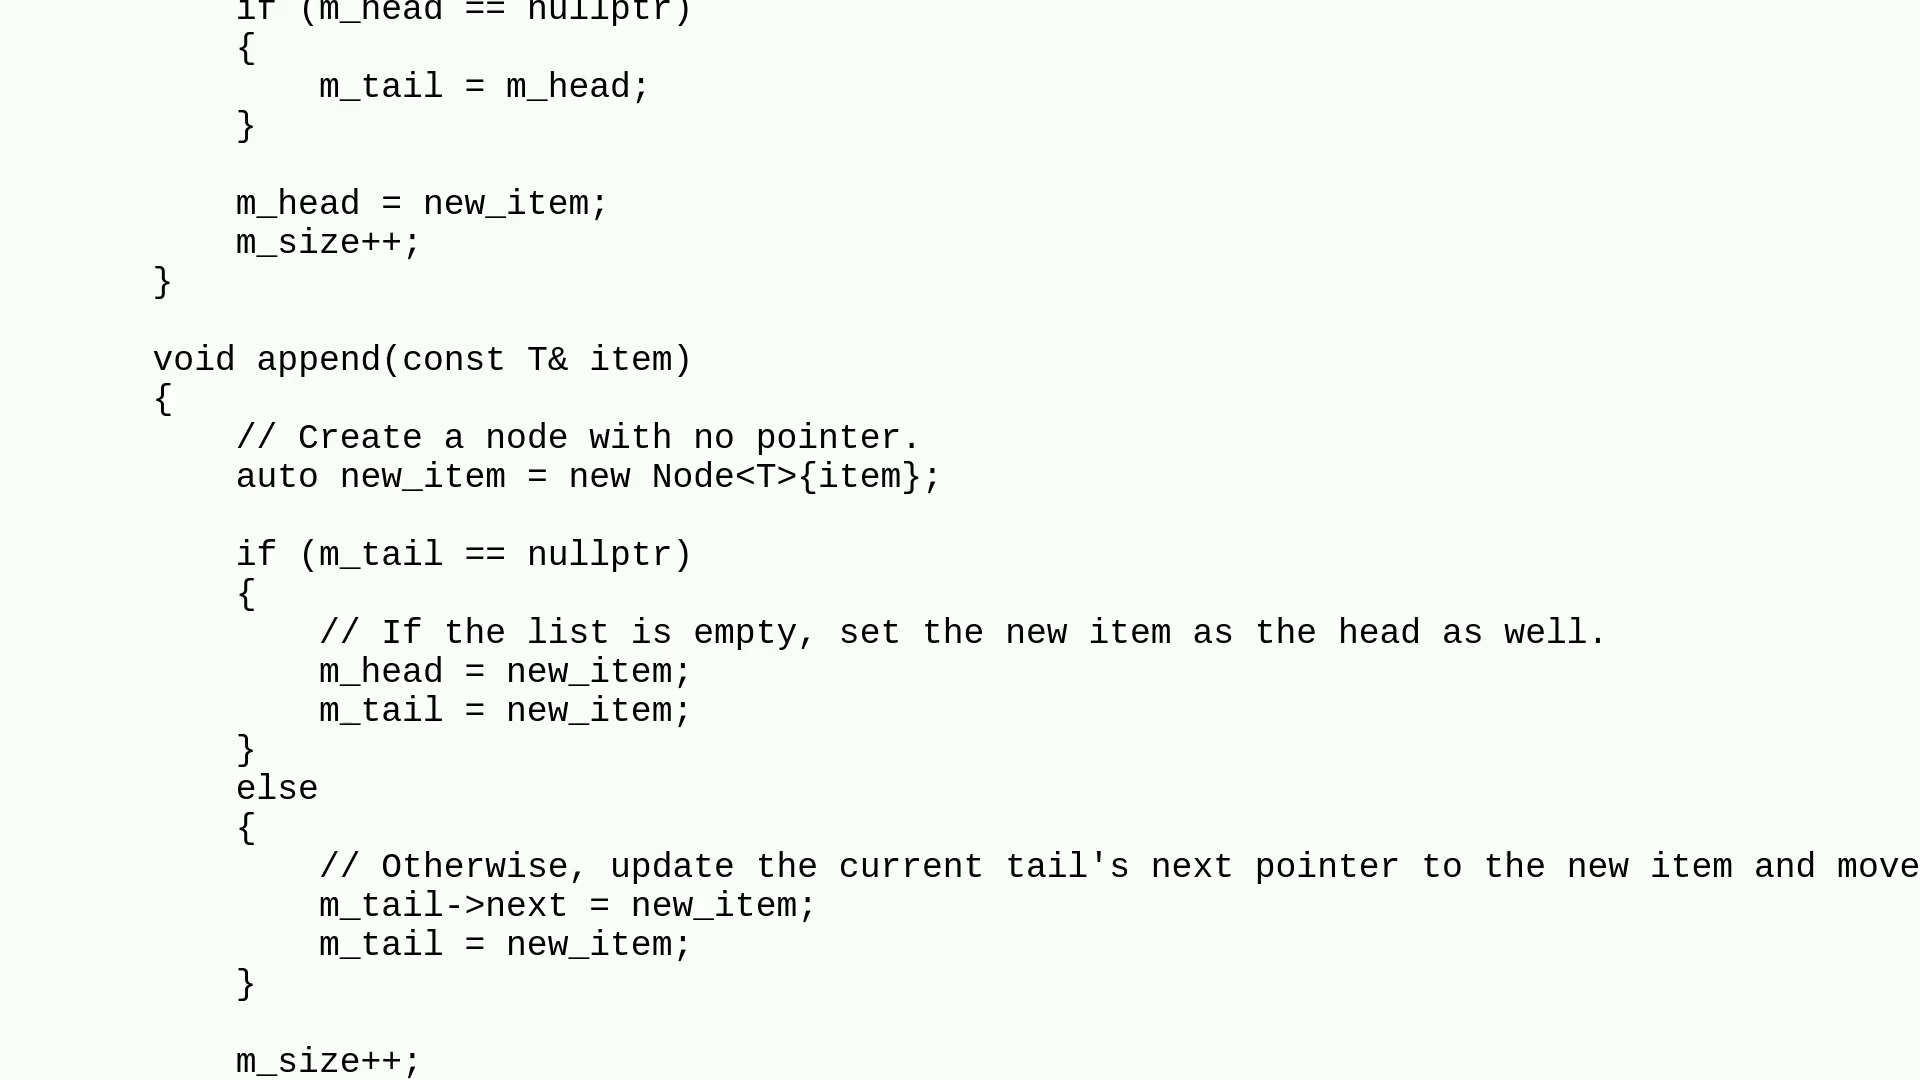 if (m_head == nullptr)
{
m_tail = m_head;
}
m_head = new_item;
m_size++;
}
void append(const T& item)
{
// Create a node with no pointer.
auto new_item = new Node<T>{item};
if (m_tail == nullptr)
{
// If the list is empty, set the new item as the head as well.
m_head = new_item;
m_tail = new_item;
}
else
{
// Otherwise, update the current tail's next pointer to the new item and move
m_tail->next = new_item;
m_tail = new_item;
}
m_size++;